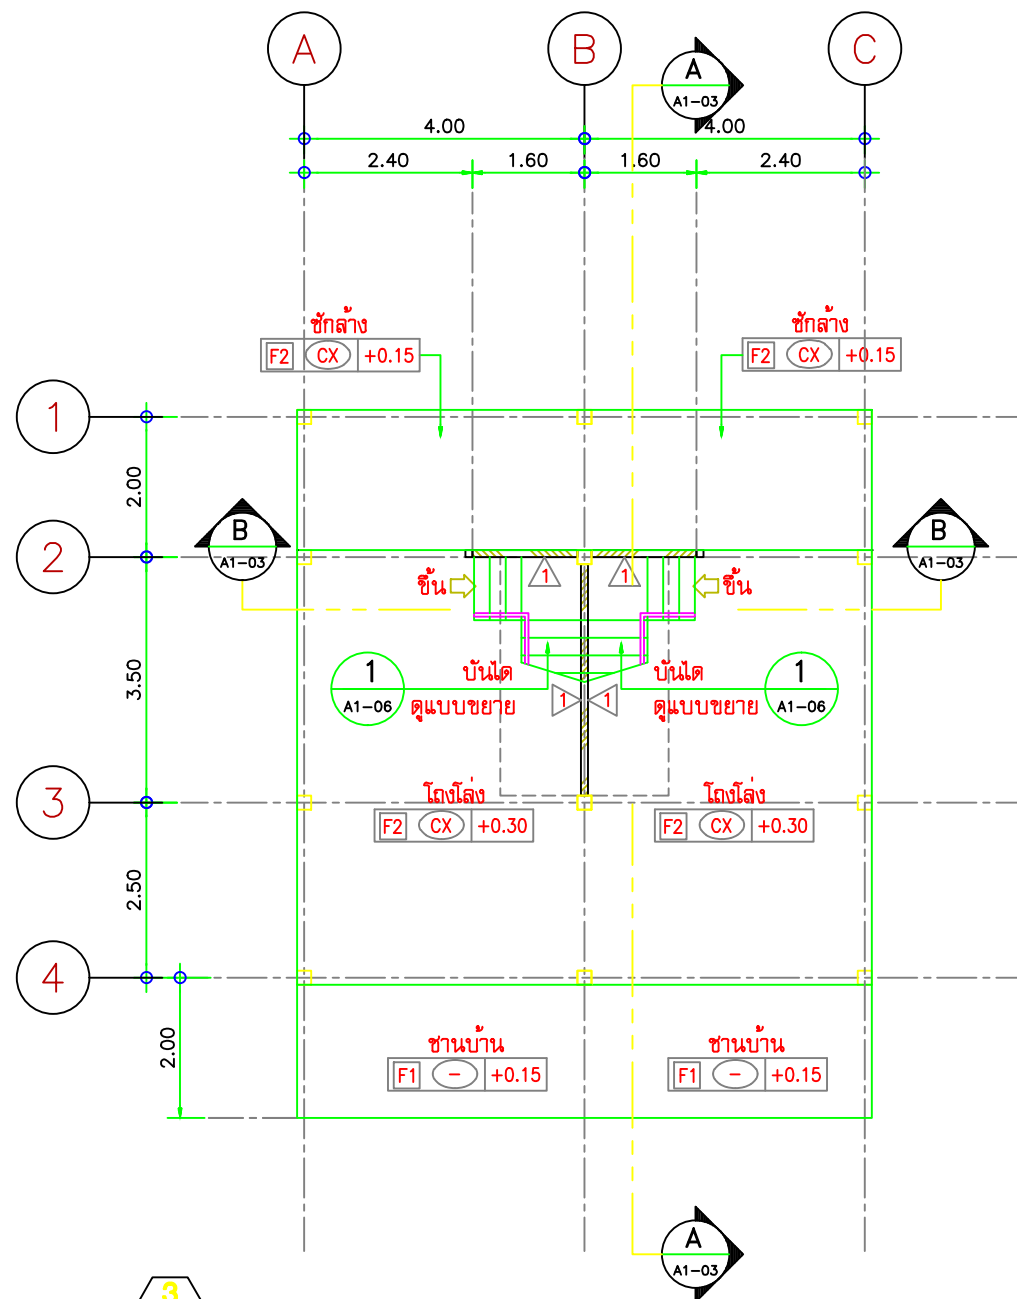 A B C
A
A1-03
4.00 4.00
2.40 1.60 1.60 2.40
ซักล้าง ซักล้าง
F2 CX +0.15 F2 CX +0.15
1
2.00
B B
A1-03 A1-03
2
1 1
ขึ้น ขึ้น
3.50
1 บันได บันได 1
A1-06 ดูแบบขยาย ดูแบบขยาย A1-06
1 1
โถงโล่ง โถงโล่ง
3
F2 CX +0.30 F2 CX +0.30
2.50
4
2.00
ชานบ้าน ชานบ้าน
F1 - +0.15 F1 - +0.15
A
A1-03
3